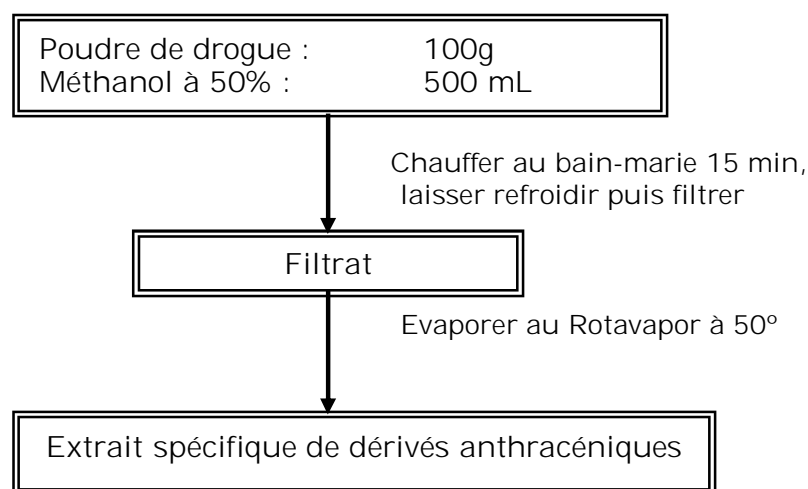 Poudre de drogue : 100g
Méthanol à 50% : 500 mL
Chauffer au bain-marie 15 min,
laisser refroidir puis filtrer
Filtrat
Evaporer au Rotavapor à 50º
Extrait spécifique de dérivés anthracéniques